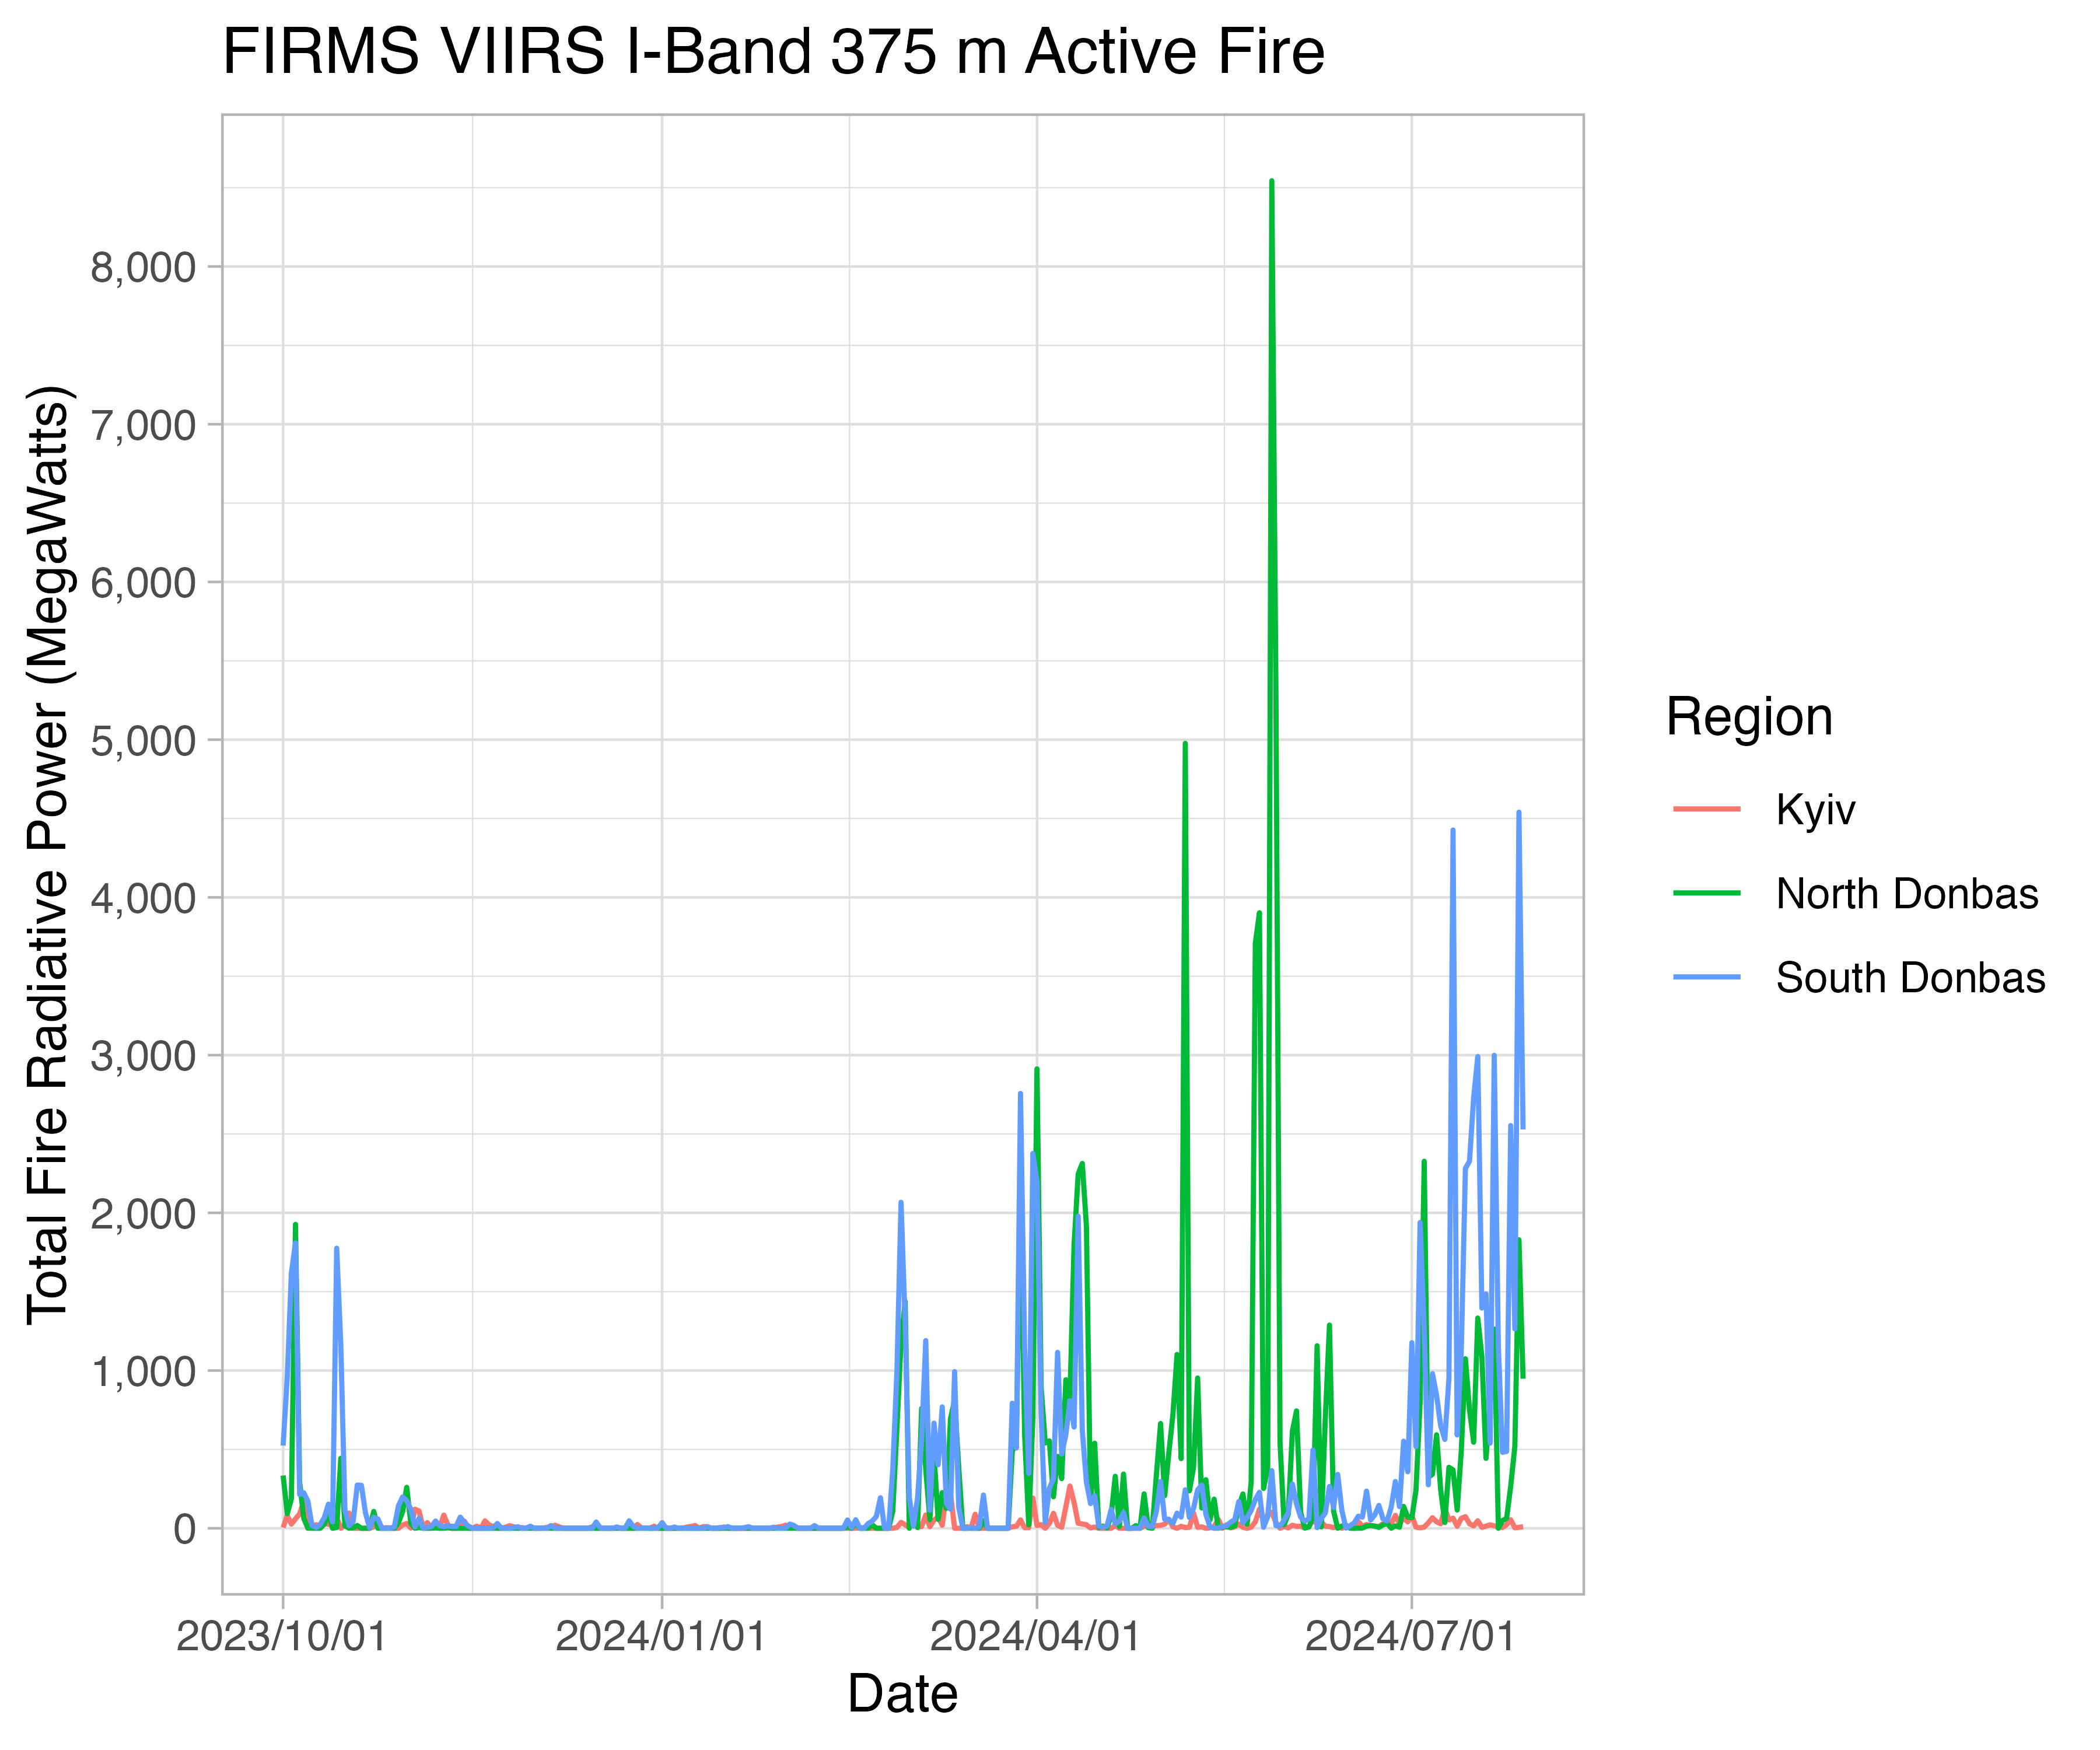 FIRMS VIIRS I-Band 375 m Active Fire
Total Fire Radiative Power (MegaWatts)
8,000
7,000
6,000
5,000
4,000
3,000
2,000
1,000
0
2023/10/01
2024/01/01
2024/04/01
2024/07/01
Date
Region
Kyiv
North Donbas
South Donbas